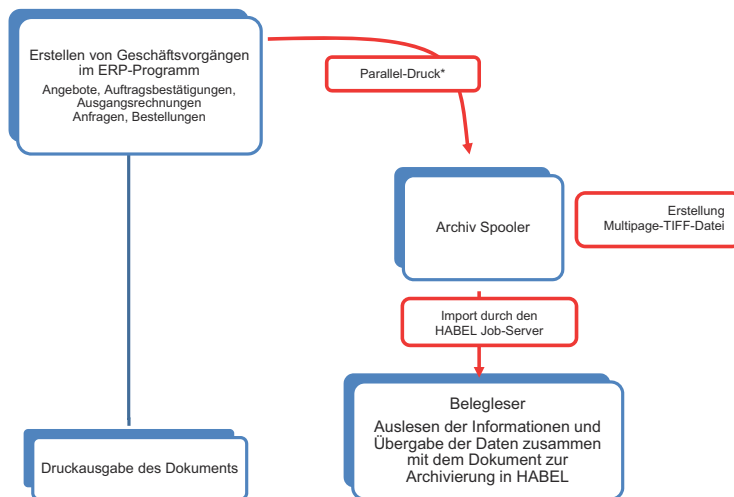 Erstellen von Geschäftsvorgängen
im ERP-Programm
Angebote, Auftragsbestätigungen,
Ausgangsrechnungen
Anfragen, Bestellungen
Parallel-Druck*
Archiv Spooler
Erstellung
Multipage-TIFF-Datei
Import durch den
HABEL Job-Server
Belegleser
Auslesen der Informationen und
Übergabe der Daten zusammen
mit dem Dokument zur
Archivierung in HABEL
Druckausgabe des Dokuments